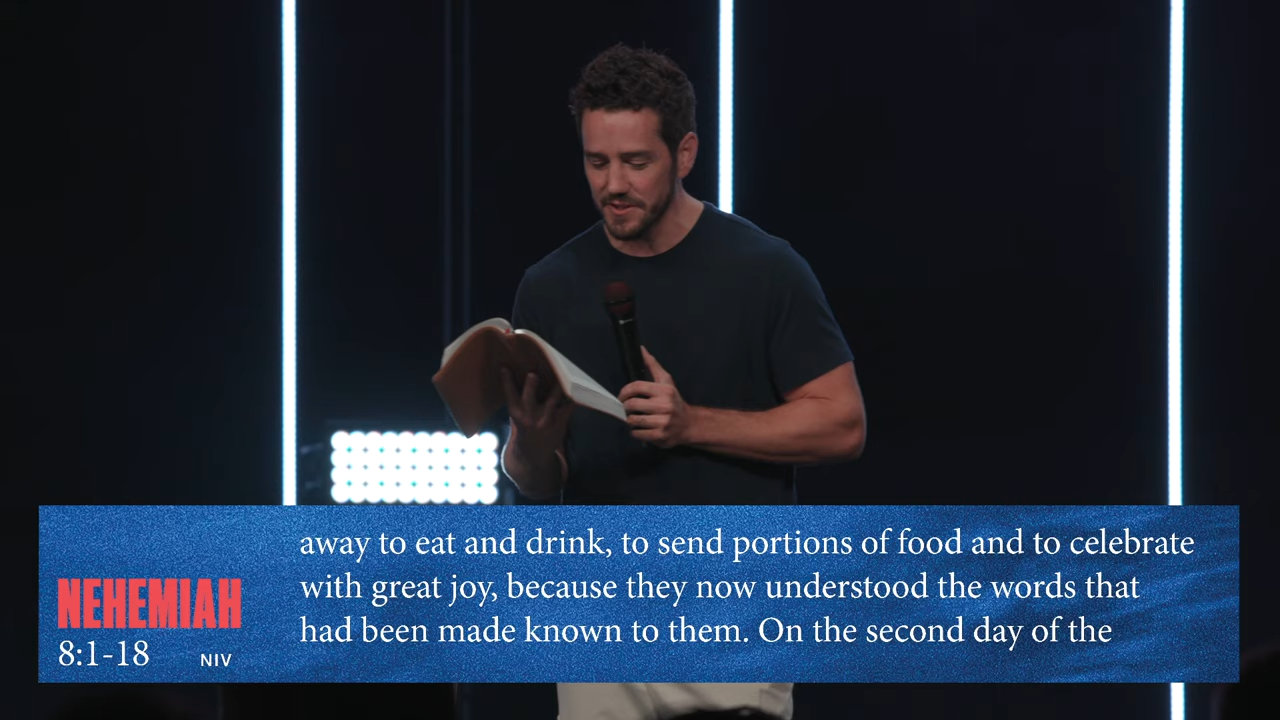 NEHEMIAH
8:1-18 NIV
away to eat and drink, to send portions of food and to celebrate
with great joy, because they now understood the words that
had been made known to them. On the second day of the